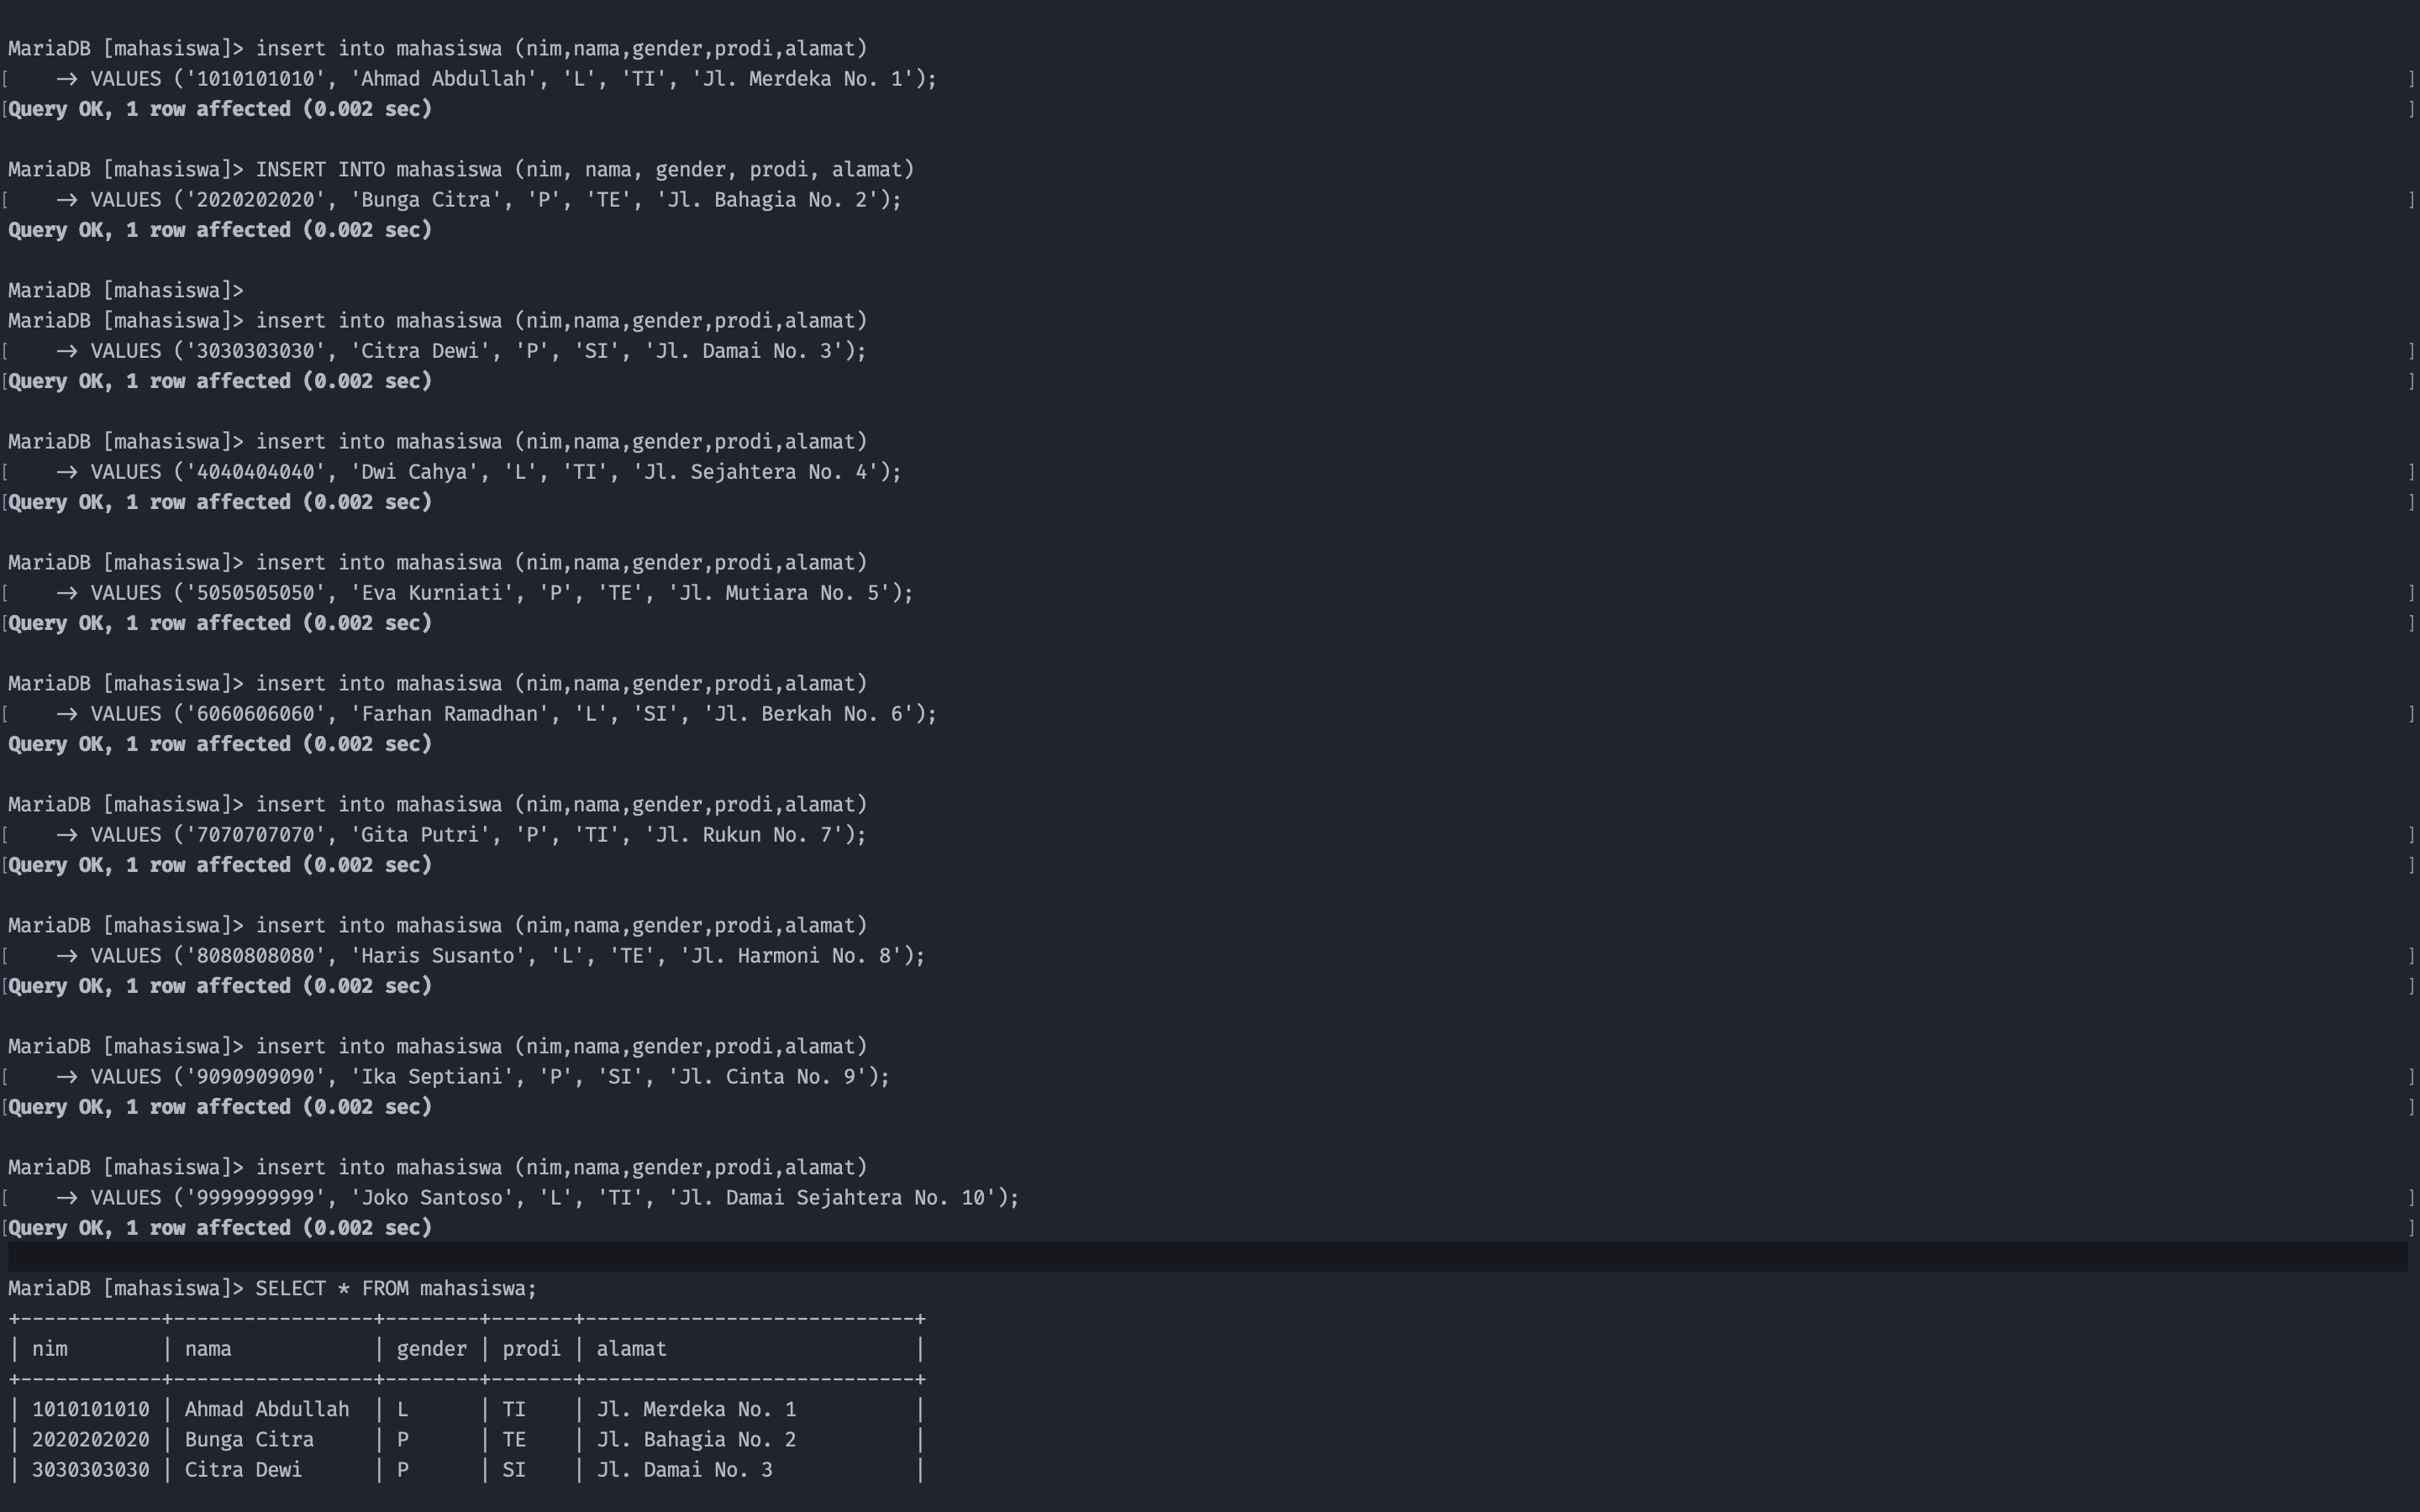 MariaDB [mahasiswa]> insert into mahasiswa (nim,nama,gender,prodi,alamat)
[    -> VALUES ('1010101010', 'Ahmad Abdullah', 'L', 'TI', 'Jl. Merdeka No. 1'); ]
[Query OK, 1 row affected (0.002 sec) ]
MariaDB [mahasiswa]> INSERT INTO mahasiswa (nim, nama, gender, prodi, alamat)
[    -> VALUES ('2020202020', 'Bunga Citra', 'P', 'TE', 'Jl. Bahagia No. 2'); ]
Query OK, 1 row affected (0.002 sec)
MariaDB [mahasiswa]>
MariaDB [mahasiswa]> insert into mahasiswa (nim,nama,gender,prodi,alamat)
[    -> VALUES ('3030303030', 'Citra Dewi', 'P', 'SI', 'Jl. Damai No. 3'); ]
[Query OK, 1 row affected (0.002 sec) ]
MariaDB [mahasiswa]> insert into mahasiswa (nim,nama,gender,prodi,alamat)
[    -> VALUES ('4040404040', 'Dwi Cahya', 'L', 'TI', 'Jl. Sejahtera No. 4'); ]
[Query OK, 1 row affected (0.002 sec) ]
MariaDB [mahasiswa]> insert into mahasiswa (nim,nama,gender,prodi,alamat)
[    -> VALUES ('5050505050', 'Eva Kurniati', 'P', 'TE', 'Jl. Mutiara No. 5'); ]
[Query OK, 1 row affected (0.002 sec) ]
MariaDB [mahasiswa]> insert into mahasiswa (nim,nama,gender,prodi,alamat)
[    -> VALUES ('6060606060', 'Farhan Ramadhan', 'L', 'SI', 'Jl. Berkah No. 6'); ]
Query OK, 1 row affected (0.002 sec)
MariaDB [mahasiswa]> insert into mahasiswa (nim,nama,gender,prodi,alamat)
[    -> VALUES ('7070707070', 'Gita Putri', 'P', 'TI', 'Jl. Rukun No. 7'); ]
[Query OK, 1 row affected (0.002 sec) ]
MariaDB [mahasiswa]> insert into mahasiswa (nim,nama,gender,prodi,alamat)
[    -> VALUES ('8080808080', 'Haris Susanto', 'L', 'TE', 'Jl. Harmoni No. 8'); ]
[Query OK, 1 row affected (0.002 sec) ]
MariaDB [mahasiswa]> insert into mahasiswa (nim,nama,gender,prodi,alamat)
[    -> VALUES ('9090909090', 'Ika Septiani', 'P', 'SI', 'Jl. Cinta No. 9'); ]
[Query OK, 1 row affected (0.002 sec) ]
MariaDB [mahasiswa]> insert into mahasiswa (nim,nama,gender,prodi,alamat)
[    -> VALUES ('9999999999', 'Joko Santoso', 'L', 'TI', 'Jl. Damai Sejahtera No. 10'); ]
[Query OK, 1 row affected (0.002 sec) ]
MariaDB [mahasiswa]> SELECT * FROM mahasiswa;
+------------+-----------------+--------+-------+----------------------------+
| nim        | nama            | gender | prodi | alamat                     |
+------------+-----------------+--------+-------+----------------------------+
| 1010101010 | Ahmad Abdullah  | L      | TI    | Jl. Merdeka No. 1          |
| 2020202020 | Bunga Citra     | P      | TE    | Jl. Bahagia No. 2          |
| 3030303030 | Citra Dewi      | P      | SI    | Jl. Damai No. 3            |